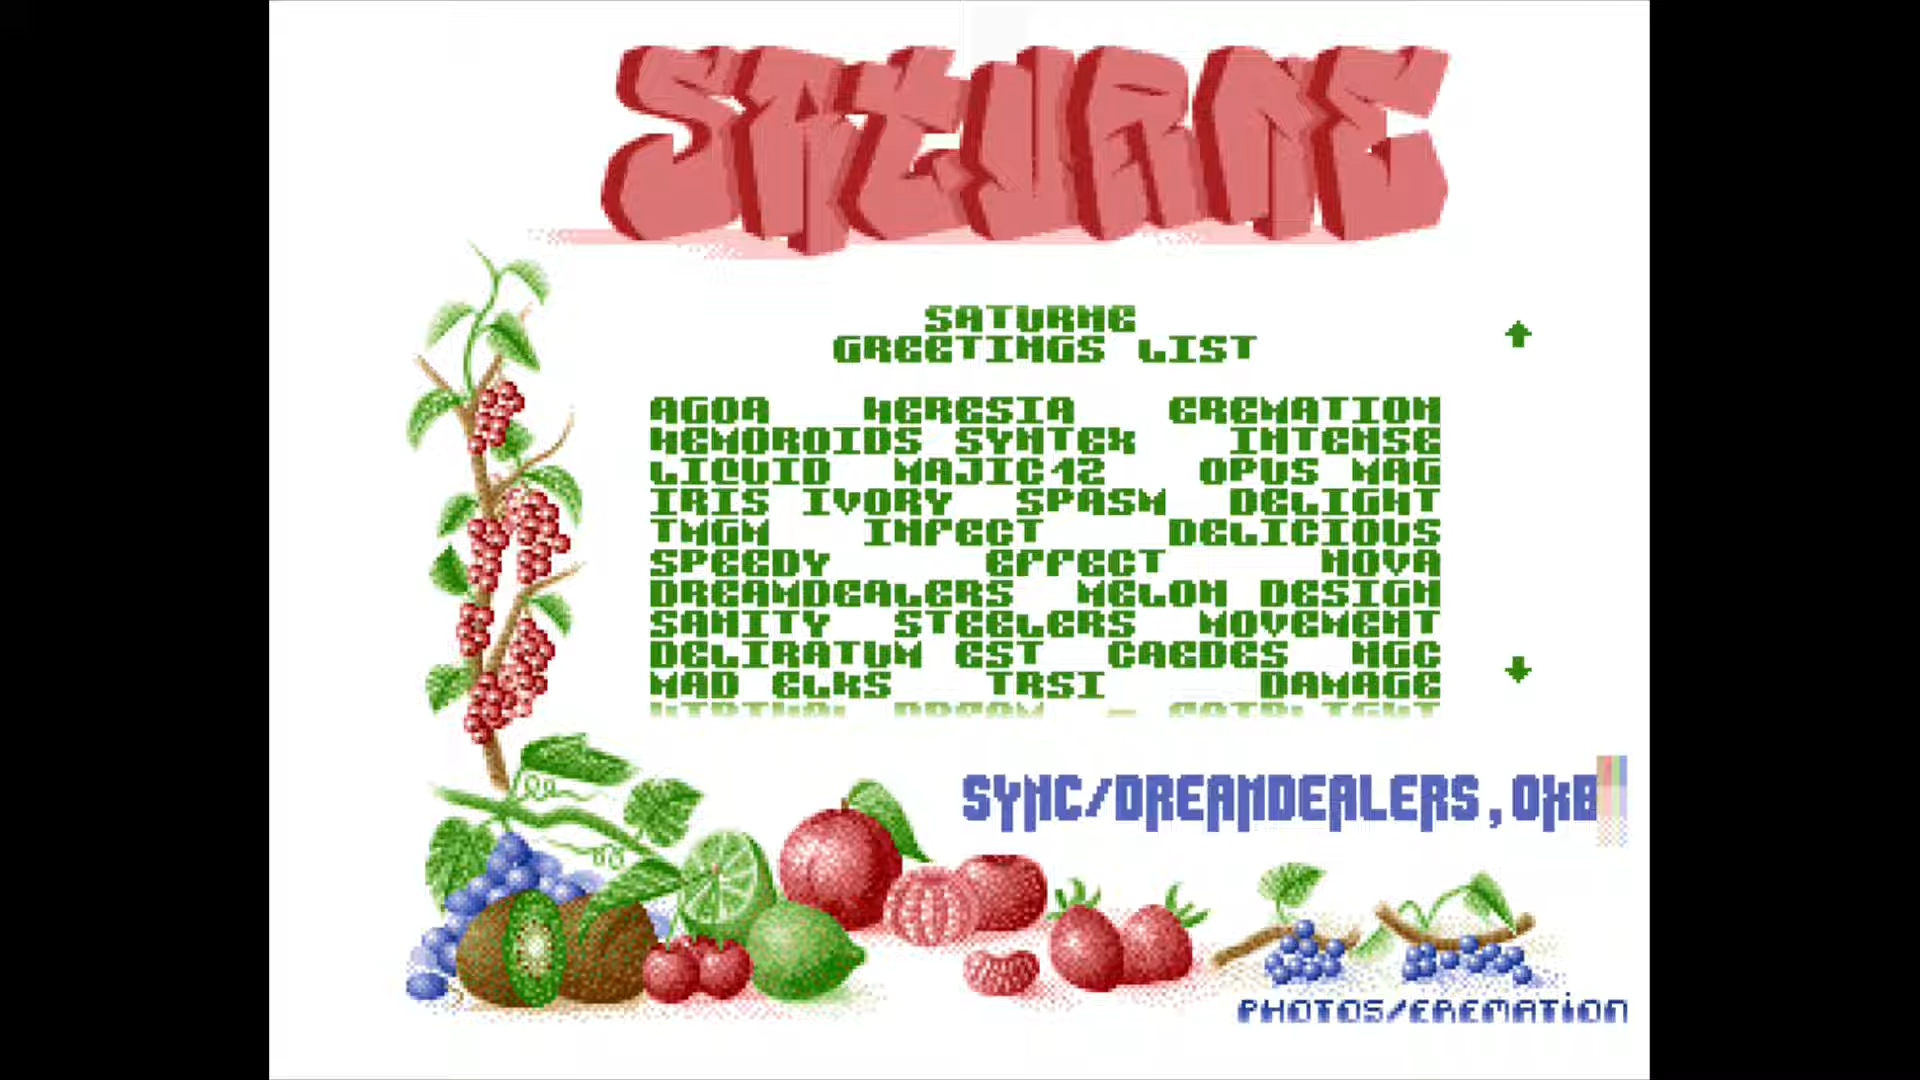 SATURNE
SATURNE
GREETINGS LIST
AGOA HERESIA EREMATION
HEMOROIDS SYNTEX INTENSE
LIQUID MAJIC12 OPUS MAG
IRIS IVORY SPASM DELIGHT
TMGM INFECT DELICIOUS
SPEEDY EFFECT NOVA
DREAMDEALERS MELON DESIGN
SANITY STEELERS MOVEMENT
DELIRATUM EST CAEDES NGC
MAD ELKS TRSI DAMAGE
SYNC/DREAMDEALERS,0XB
PHOTOS/EREMATION